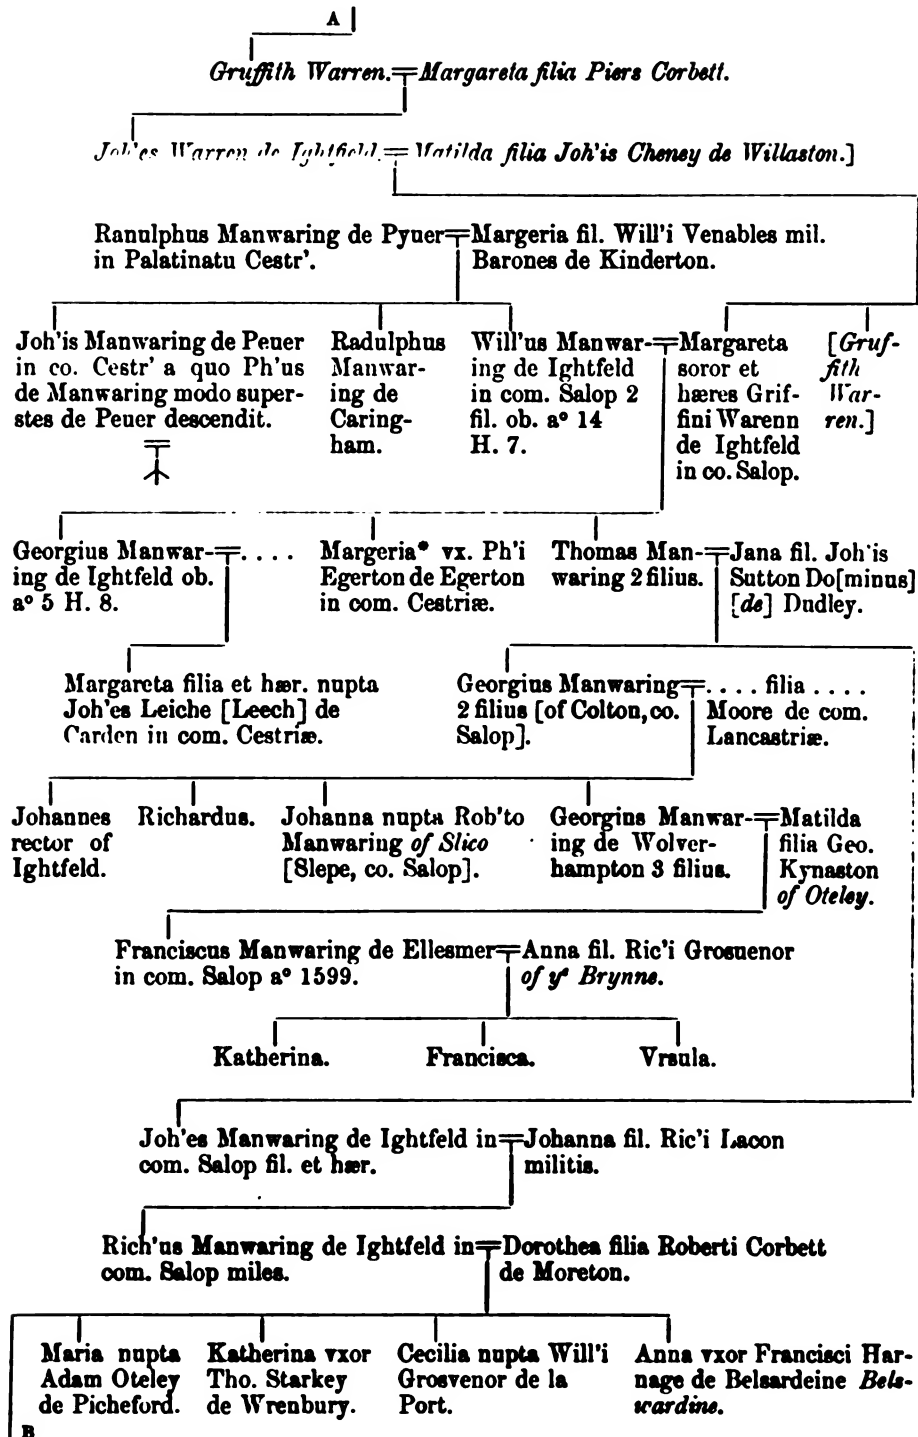 A
Gruffith Warren.=Margareta filia Piers Corbett.
Joh'es Warren de Ightfield.=Matilda filia Joh'is Cheney de Willaston.]
Ranulphus Manwaring de Pyuer=Margeria fil. Will'i Venables mil.
in Palatinatu Cestr'. Barones de Kinderton.
Joh'is Manwaring de Peuer
in co. Cestr' a quo Ph'us
de Manwaring modo super-
stes de Peuer descendit.
Radulphus
Manwar-
ing de
Caring-
ham.
Will'us Manwar-
ing de Ightfeld
in com. Salop 2
fil. ob. aº 14
H. 7.
=Margareta
soror et
hæres Grif-
fini Warenn
de Ightfeld
in co. Salop.
[Gruf-
fith
War-
ren.]
Georgius Manwar-=. . . .
ing de Ightfeld ob.
aº 5 H. 8.
Margeria* vx. Ph'i
Egerton de Egerton
in com. Cestriæ.
Thomas Man-
waring 2 filius.
=Jana fil. Joh'is
Sutton Do[minus]
[de] Dudley.
Margareta filia et hær. nupta
Joh'es Leiche [Leech] de
Carden in com. Cestriæ.
Georgius Manwaring
2 filius [of Colton, co.
Salop].
=. . . . filia . . . .
Moore de com.
Lancastriæ.
Johannes
rector of
Ightfeld.
Richardus.
Johanna nupta Rob'to
Manwaring of Slico
[Slepe, co. Salop].
Georgius Manwar-
ing de Wolver-
hampton 3 filius.
=Matilda
filia Geo.
Kynaston
of Oteley.
Franciscus Manwaring de Ellesmer=Anna fil. Ric'i Grosuenor
in com. Salop aº 1599. of yᵉ Brynne.
Katherina. Francisca. Vrsula.
Joh'es Manwaring de Ightfeld in=Johanna fil. Ric'i Lacon
com. Salop fil. et hær. militis.
Rich'us Manwaring de Ightfeld in=Dorothea filia Roberti Corbett
com. Salop miles. de Moreton.
Maria nupta
Adam Oteley
de Picheford.
Katherina vxor
Tho. Starkey
de Wrenbury.
Cecilia nupta Will'i
Grosvenor de la
Port.
Anna vxor Francisci Har-
nage de Belsardeine Bels-
wardine.
B